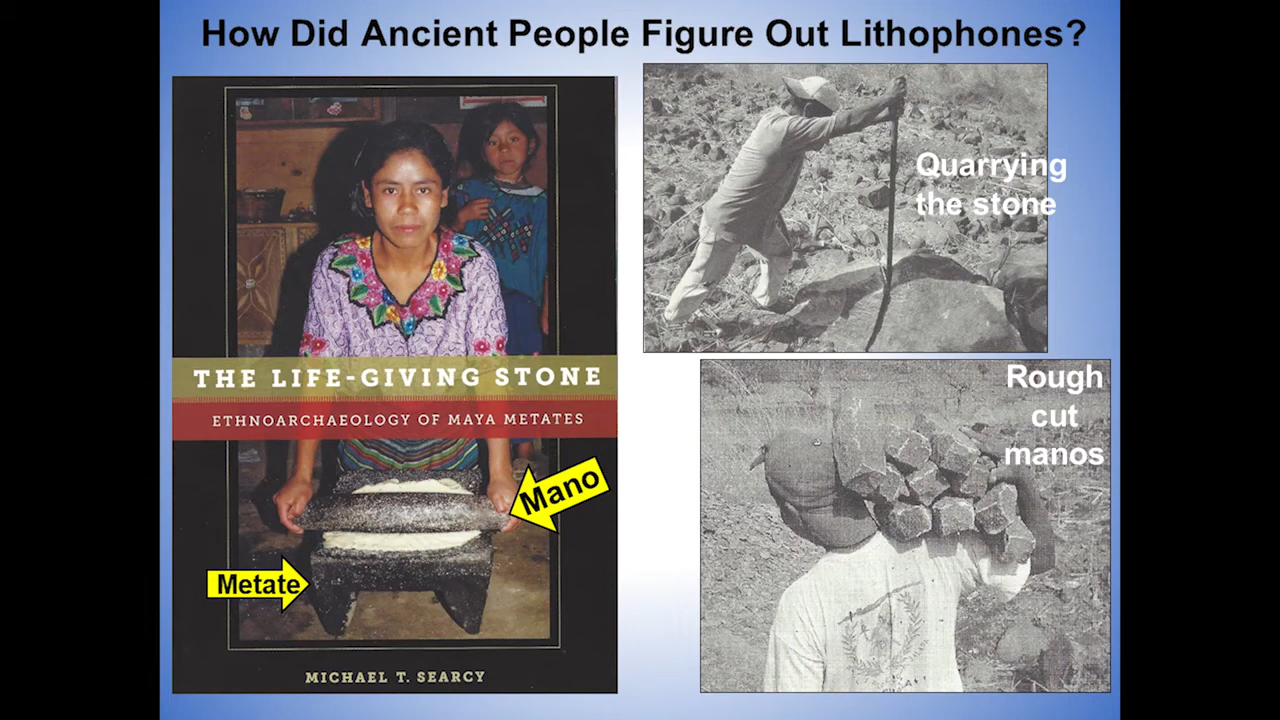 How Did Ancient People Figure Out Lithophones?
THE LIFE-GIVING STONE
ETHNOARCHAEOLOGY OF MAYA METATES
Mano
Metate
MICHAEL T. SEARCY
Quarrying
the stone
Rough
cut
manos